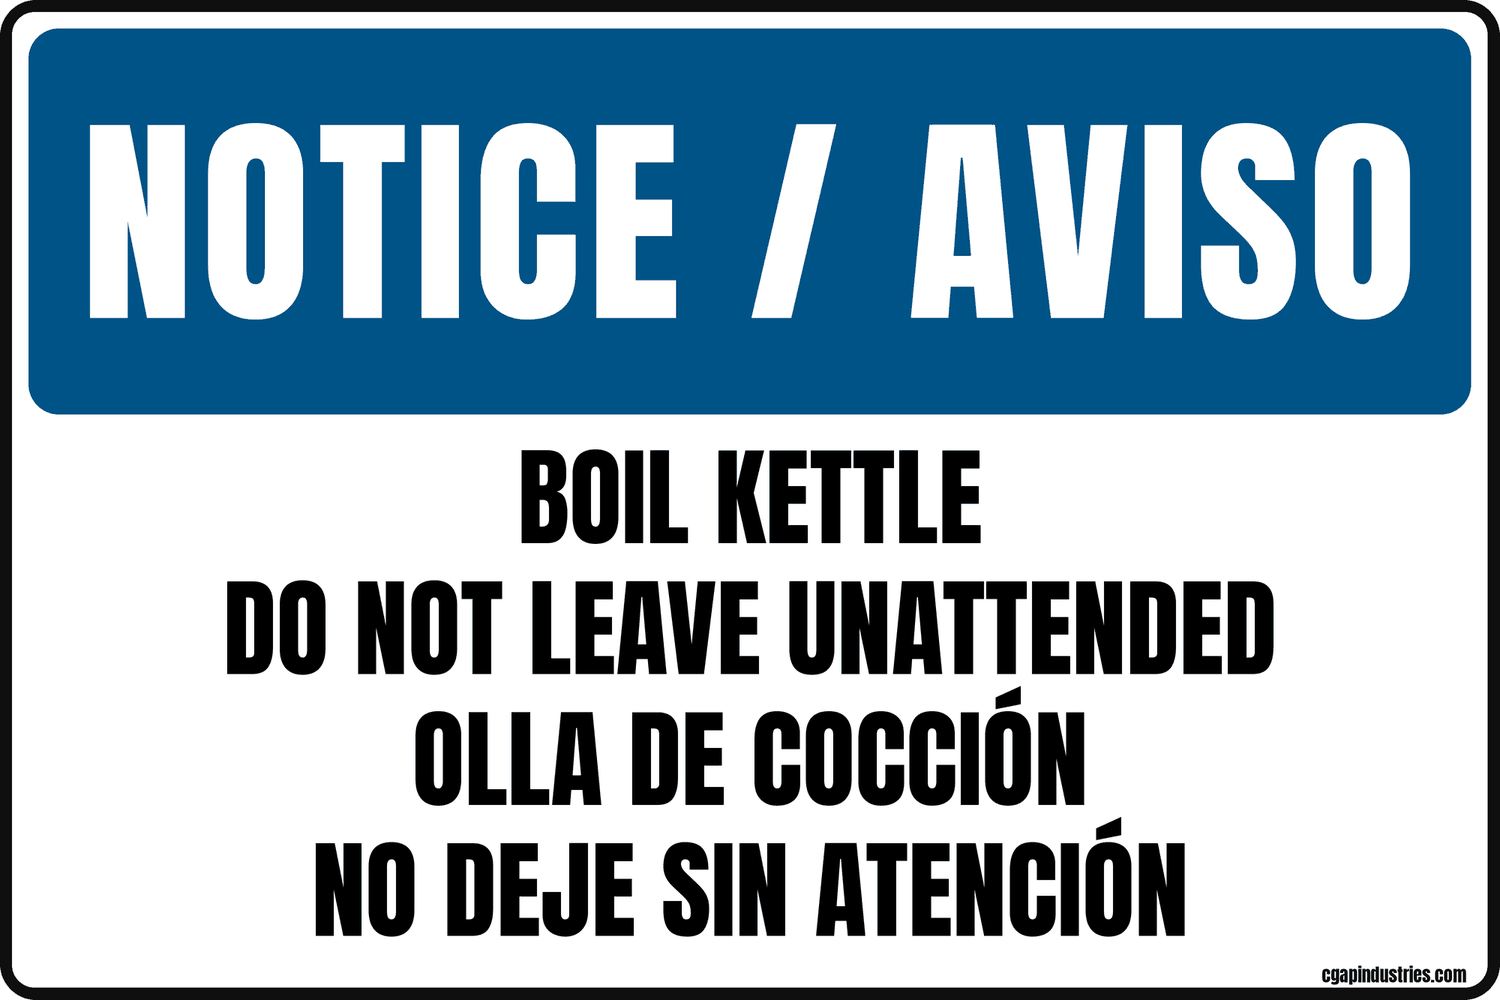 NOTICE / AVISO
BOIL KETTLE
DO NOT LEAVE UNATTENDED
OLLA DE COCCIÓN
NO DEJE SIN ATENCIÓN
cgapindustries.com